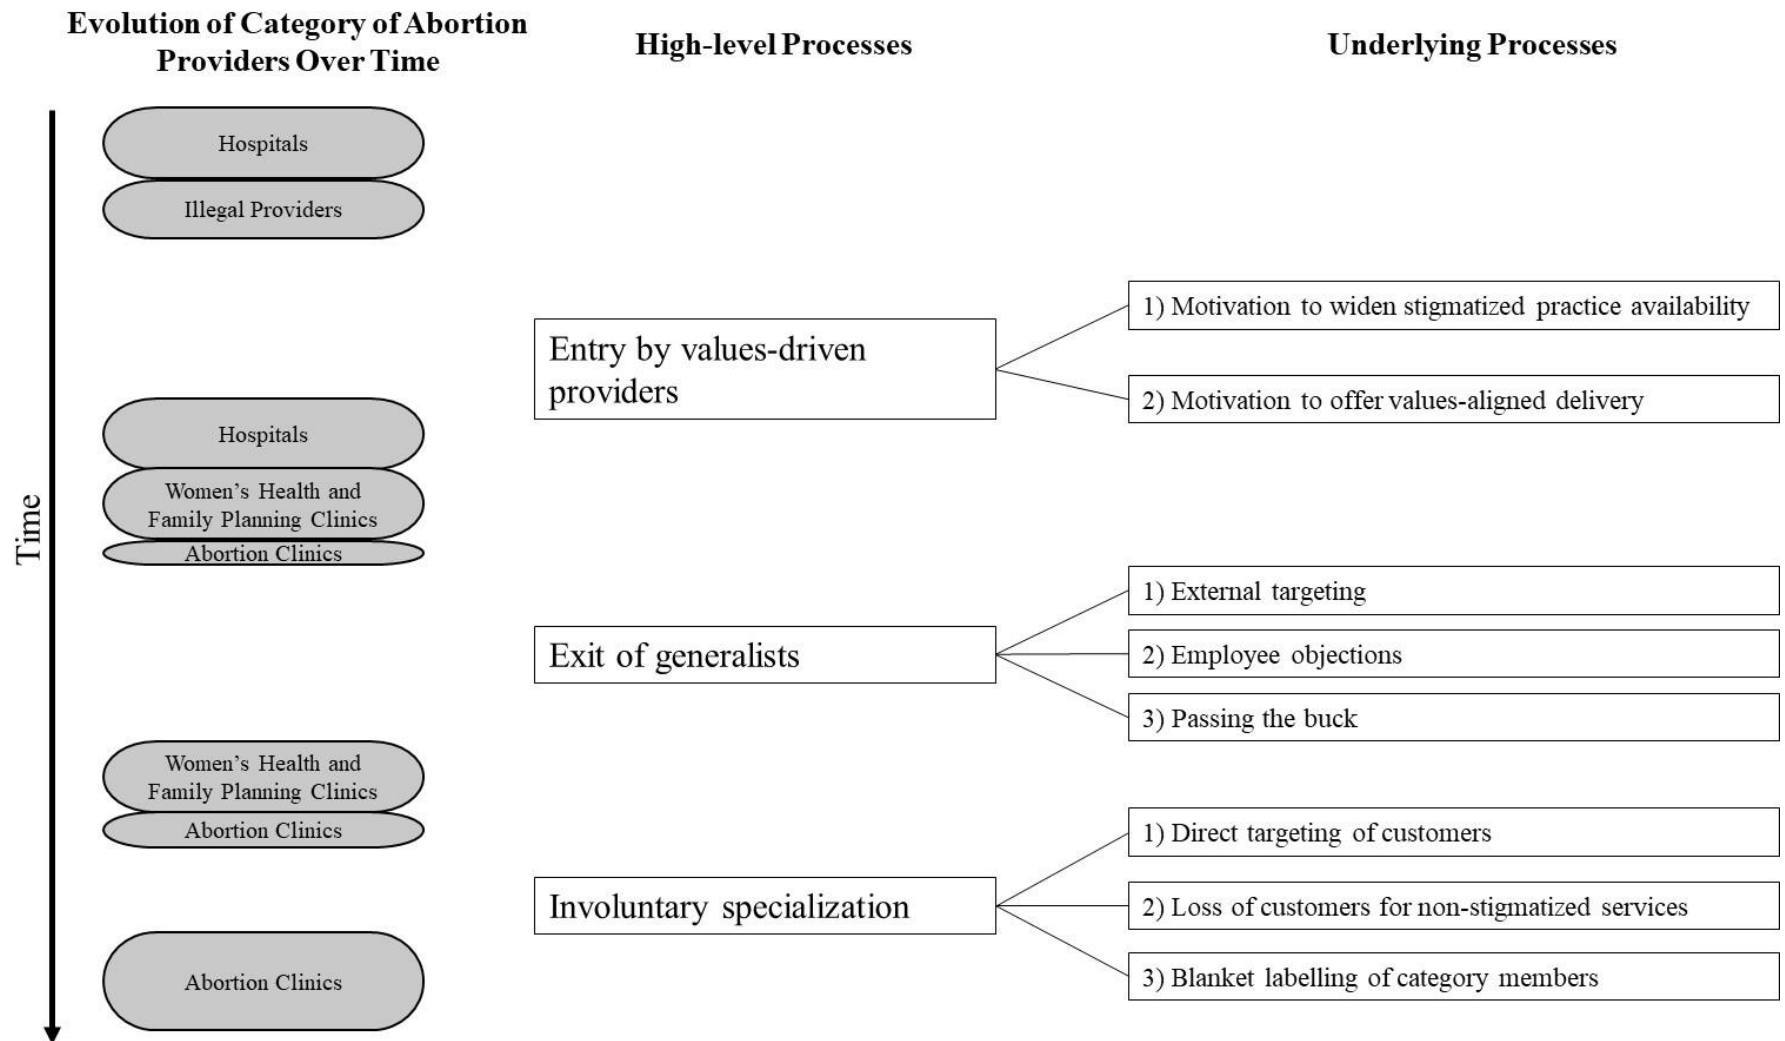 Evolution of Category of Abortion
Providers Over Time
High-level Processes
Underlying Processes
Time
Hospitals
Illegal Providers
Entry by values-driven
providers
1) Motivation to widen stigmatized practice availability
2) Motivation to offer values-aligned delivery
Hospitals
Women’s Health and
Family Planning Clinics
Abortion Clinics
Exit of generalists
1) External targeting
2) Employee objections
3) Passing the buck
Women’s Health and
Family Planning Clinics
Abortion Clinics
Involuntary specialization
1) Direct targeting of customers
2) Loss of customers for non-stigmatized services
3) Blanket labelling of category members
Abortion Clinics